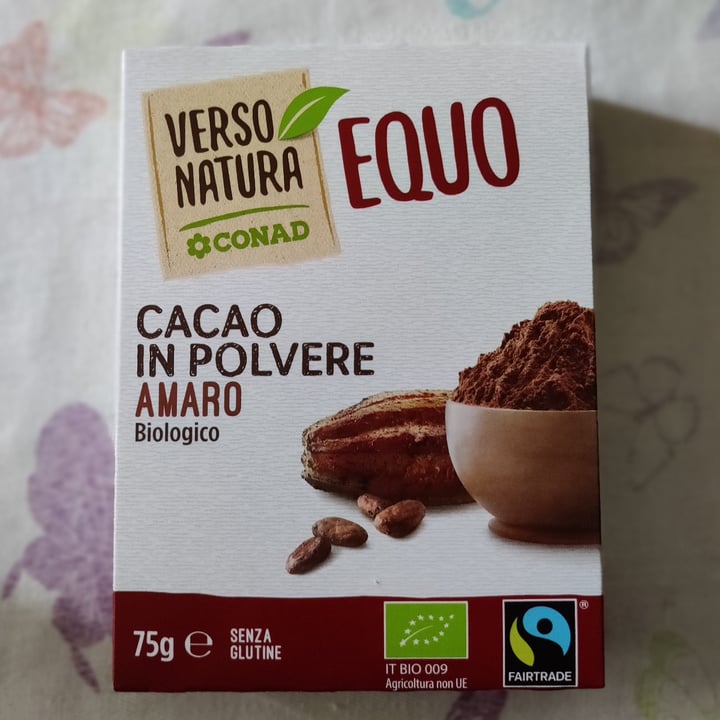 VERSO
NATURA
CONAD
EQUO
CACAO
IN POLVERE
AMARO
Biologico
75g ℮
SENZA
GLUTINE
IT BIO 009
Agricoltura non UE
FAIRTRADE
®